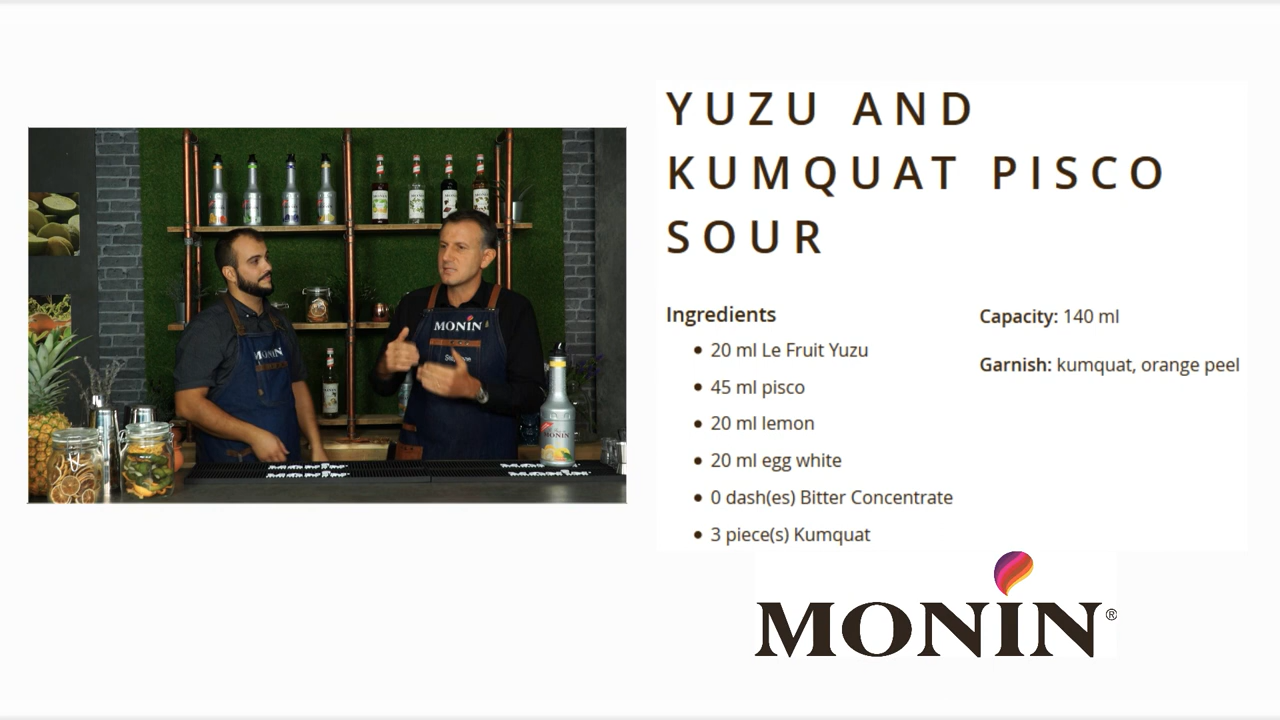 YUZU AND
KUMQUAT PISCO
SOUR
Ingredients
• 20 ml Le Fruit Yuzu
• 45 ml pisco
• 20 ml lemon
• 20 ml egg white
• 0 dash(es) Bitter Concentrate
• 3 piece(s) Kumquat
Capacity: 140 ml
Garnish: kumquat, orange peel
MONIN®
MONIN
MONIN
MONIN